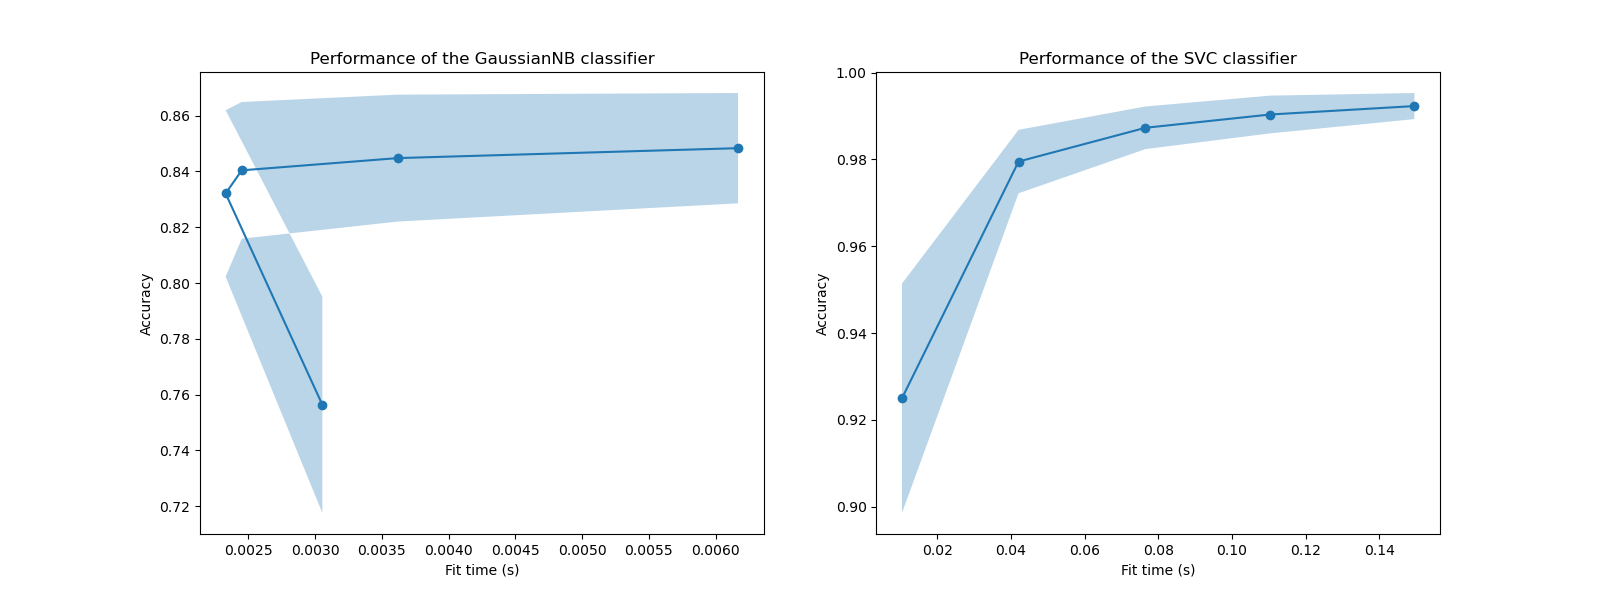 Performance of the GaussianNB classifier
Accuracy
0.86
0.84
0.82
0.80
0.78
0.76
0.74
0.72
0.0025 0.0030 0.0035 0.0040 0.0045 0.0050 0.0055 0.0060
Fit time (s)
Performance of the SVC classifier
Accuracy
1.00
0.98
0.96
0.94
0.92
0.90
0.02 0.04 0.06 0.08 0.10 0.12 0.14
Fit time (s)